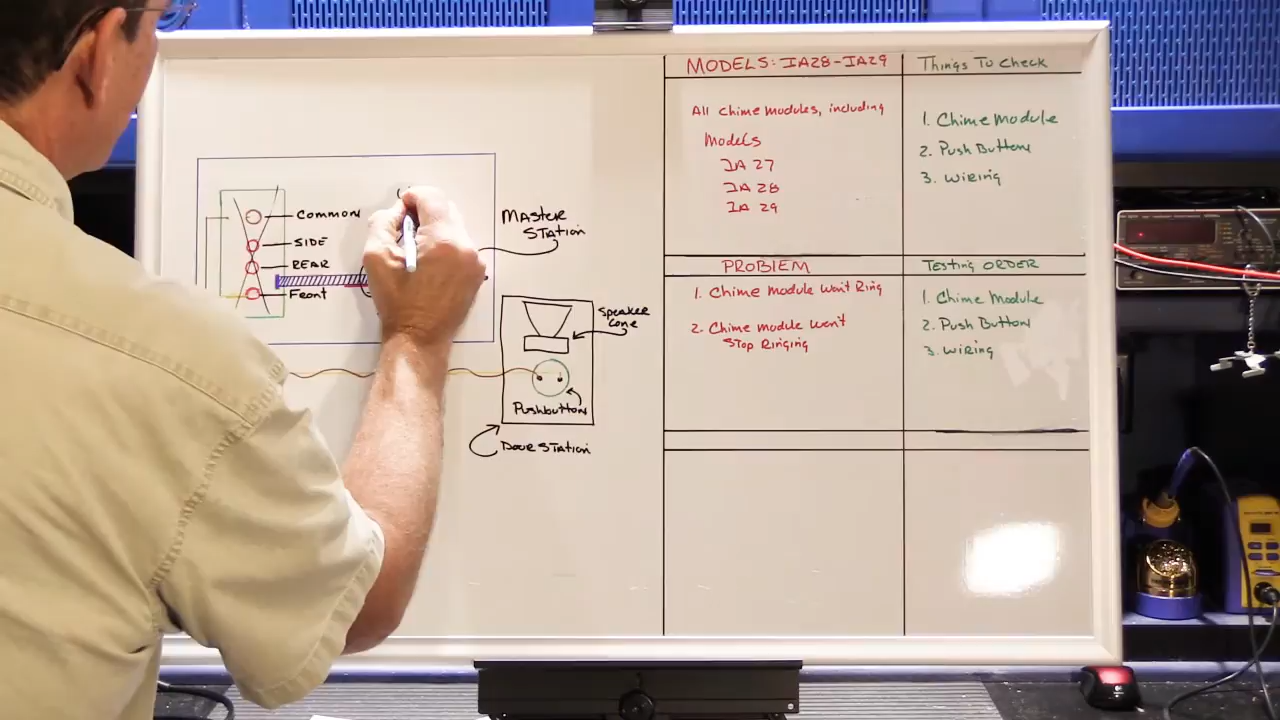 Common
SIDE
REAR
Front
MASTER
STATION
Speaker
Cone
Pushbutton
Door Station
MODELS: IA28-IA29
All Chime modules, including
Models
IA 27
IA 28
IA 29
Things To Check
1. Chime Module
2. Push Button
3. Wiring
PROBLEM
1. Chime Module Won't Ring
2. Chime Module Won't
Stop Ringing
Testing ORDER
1. Chime Module
2. Push Button
3. Wiring